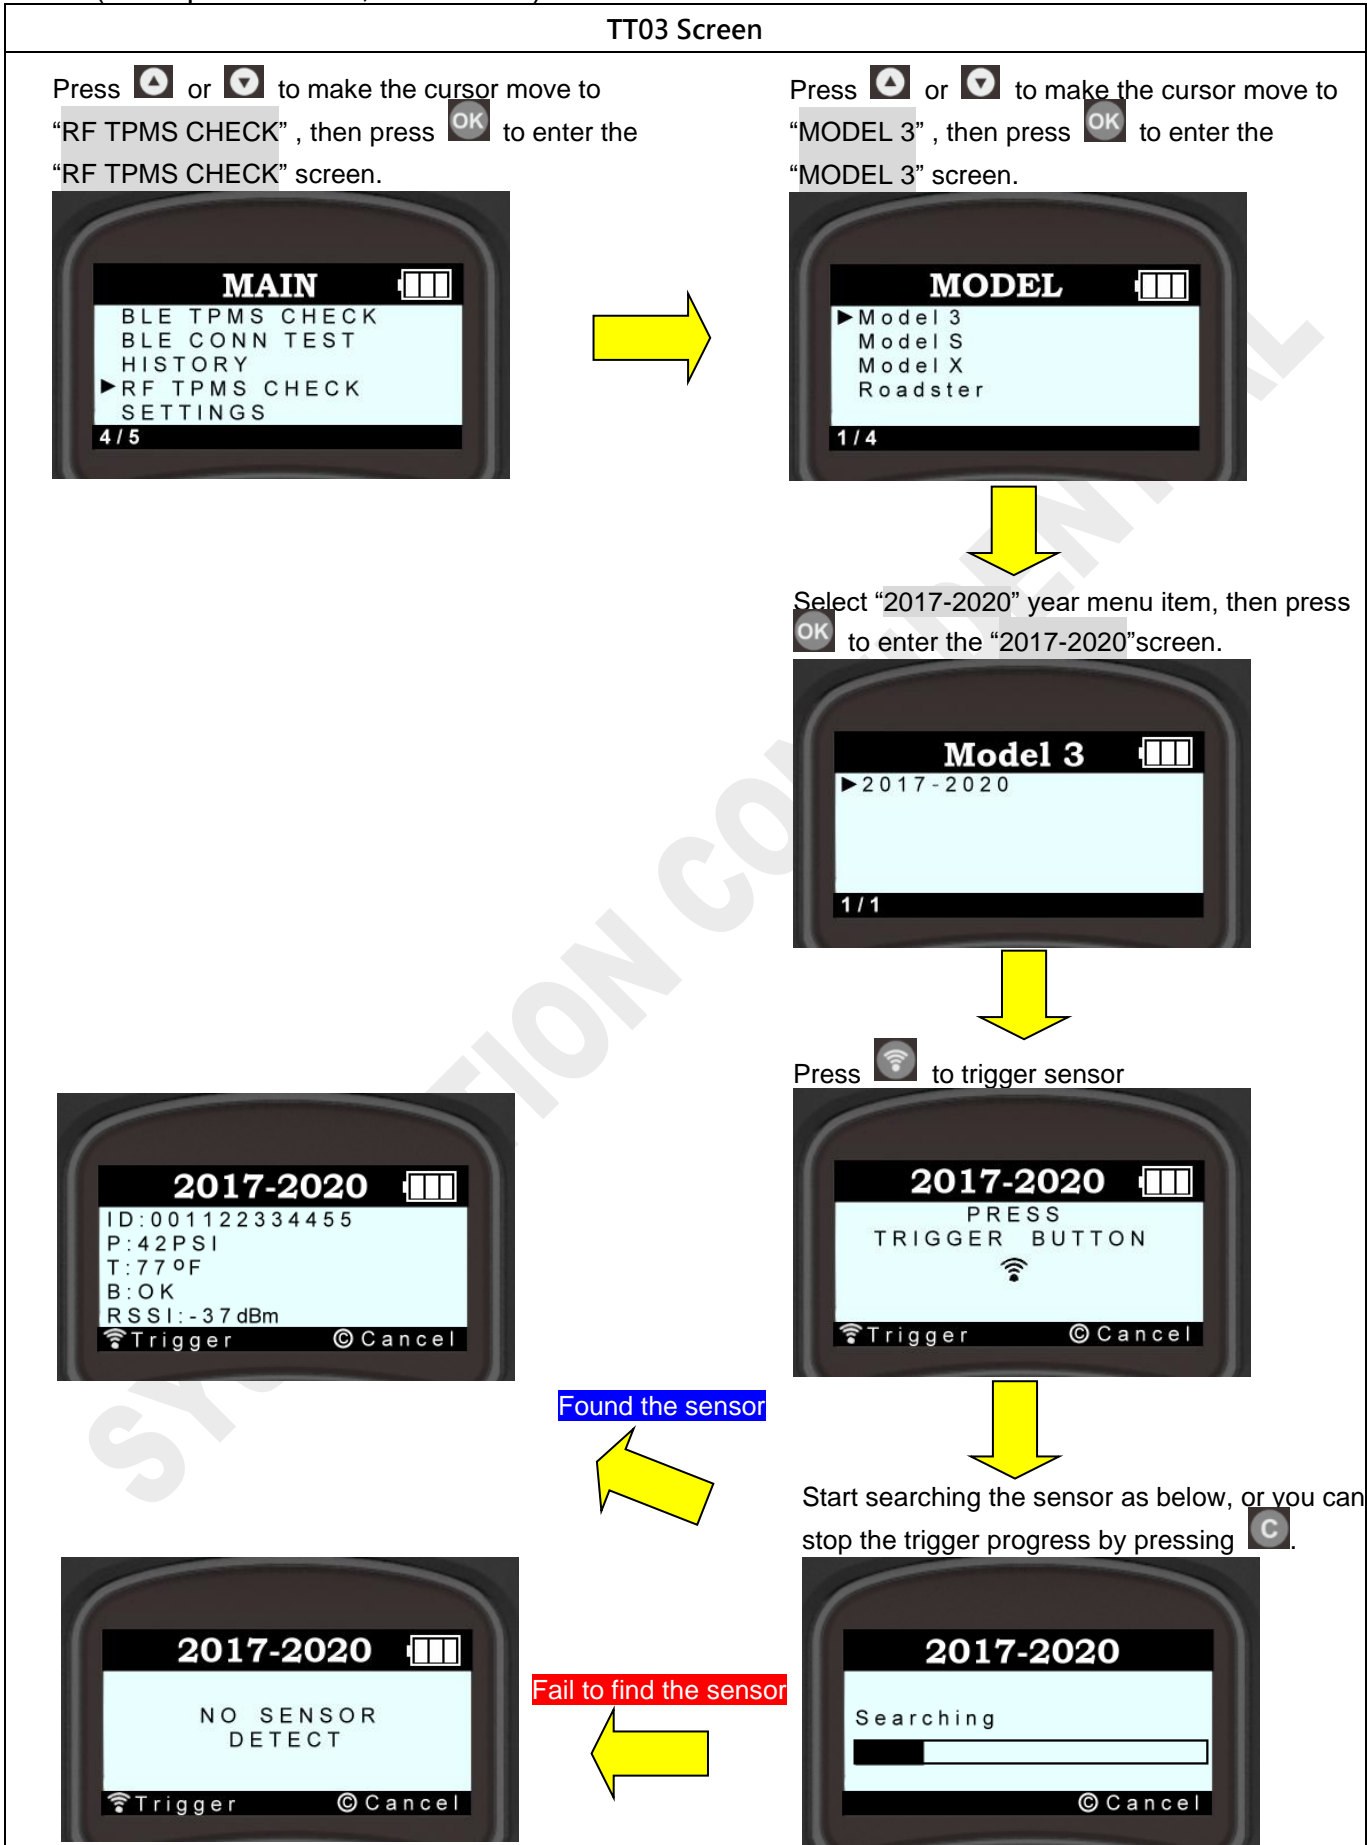 TT03 Screen
Press or to make the cursor move to
“RF TPMS CHECK” , then press OK to enter the
“RF TPMS CHECK” screen.
MAIN
BLE TPMS CHECK
BLE CONN TEST
HISTORY
►RF TPMS CHECK
SETTINGS
4/5
Press or to make the cursor move to
“MODEL 3” , then press OK to enter the
“MODEL 3” screen.
MODEL
►Model 3
Model S
Model X
Roadster
1/4
Select “2017-2020” year menu item, then press
OK to enter the “2017-2020”screen.
Model 3
►2017-2020
1/1
Press to trigger sensor
2017-2020
PRESS
TRIGGER BUTTON
Trigger ©Cancel
2017-2020
ID:001122334455
P:42PSI
T:77ºF
B:OK
RSSI:-37dBm
Trigger ©Cancel
Found the sensor
Start searching the sensor as below, or you can
stop the trigger progress by pressing C.
2017-2020
Searching
©Cancel
Fail to find the sensor
2017-2020
NO SENSOR
DETECT
Trigger ©Cancel